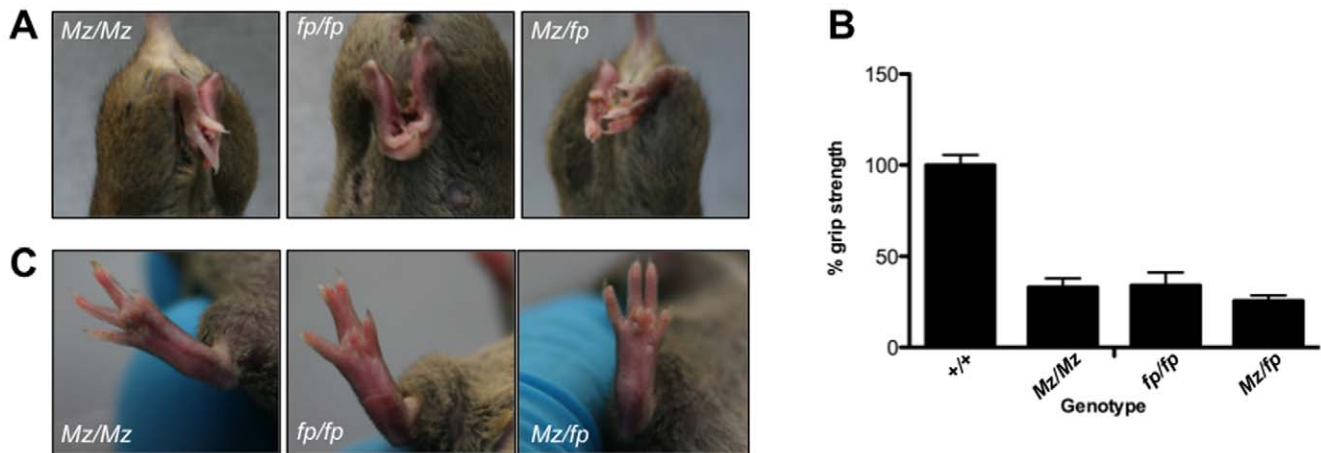 A
Mz/Mz
fp/fp
Mz/fp
B
150
100
50
0
% grip strength
+/+
Mz/Mz
fp/fp
Mz/fp
Genotype
C
Mz/Mz
fp/fp
Mz/fp